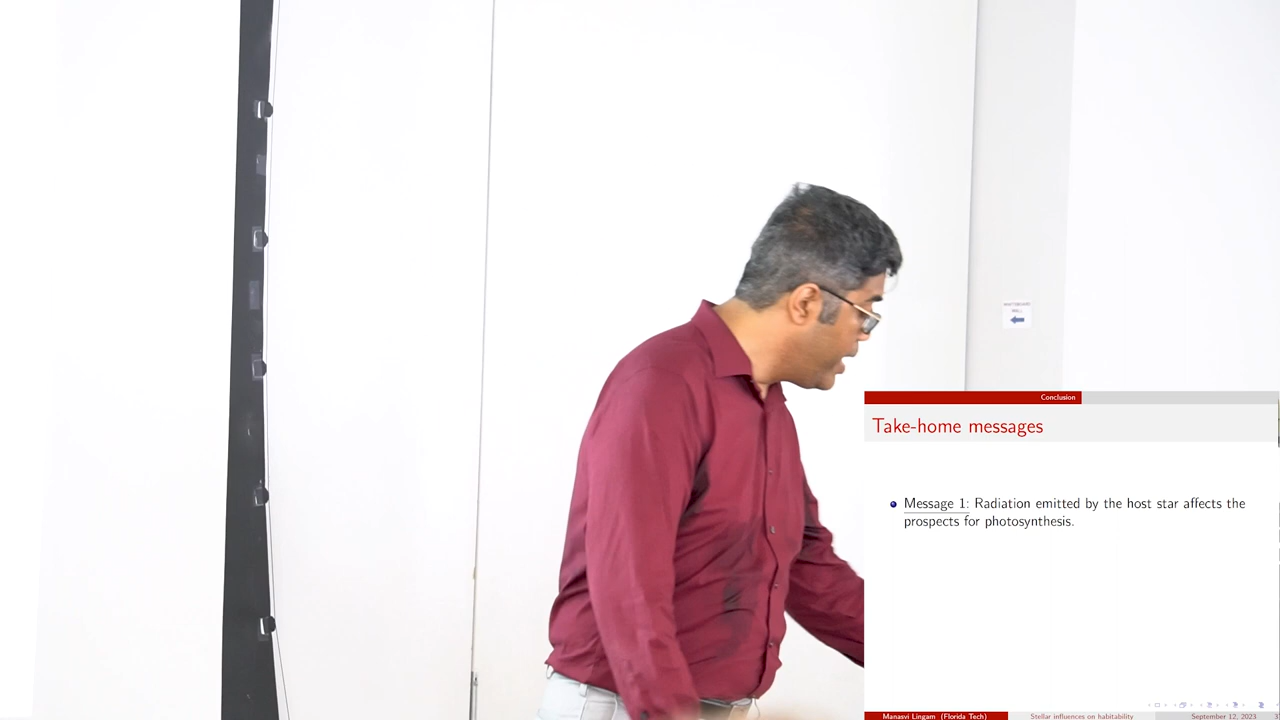 Conclusion
Take-home messages
Message 1: Radiation emitted by the host star affects the
prospects for photosynthesis.
Manasvi Lingam (Florida Tech) Stellar influences on habitability September 12, 2023